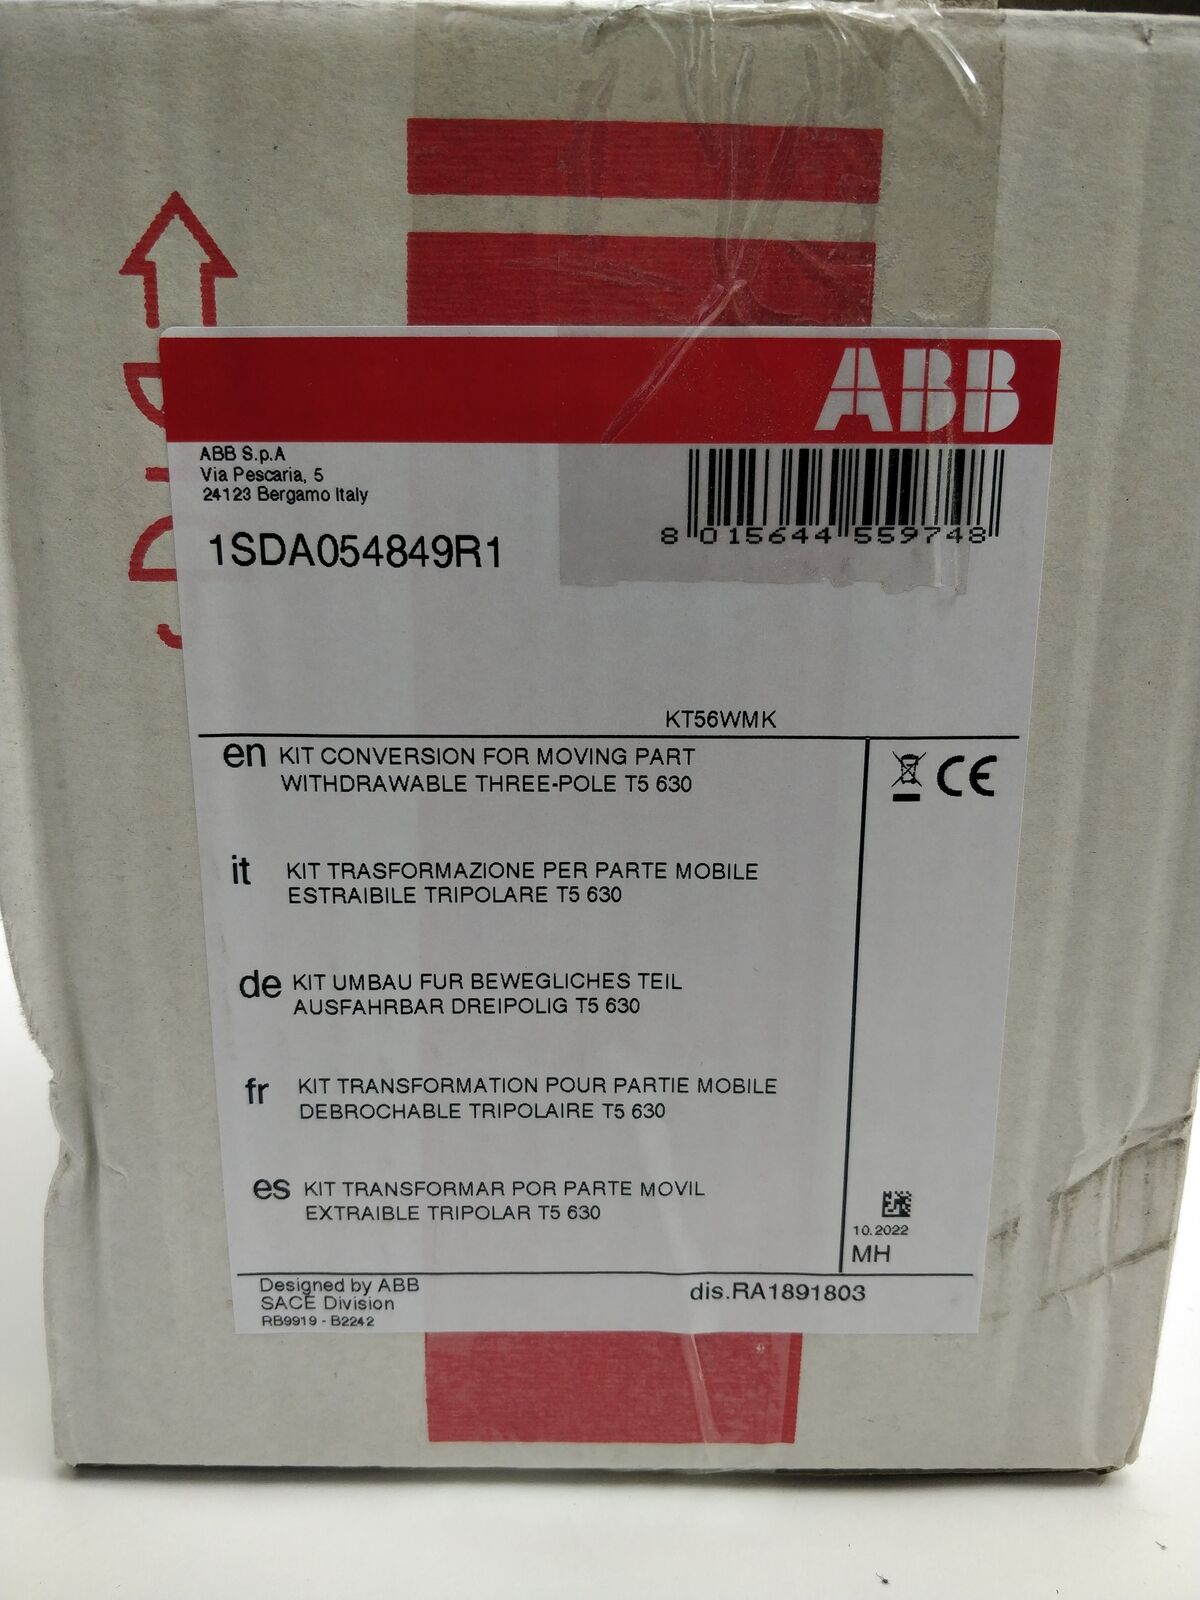 ABB
ABB S.p.A
Via Pescaria, 5
24123 Bergamo Italy
1SDA054849R1
8 015644 559748
KT56WMK
en KIT CONVERSION FOR MOVING PART
WITHDRAWABLE THREE-POLE T5 630
CE
it KIT TRASFORMAZIONE PER PARTE MOBILE
ESTRAIBILE TRIPOLARE T5 630
de KIT UMBAU FUR BEWEGLICHES TEIL
AUSFAHRBAR DREIPOLIG T5 630
fr KIT TRANSFORMATION POUR PARTIE MOBILE
DEBROCHABLE TRIPOLAIRE T5 630
es KIT TRANSFORMAR POR PARTE MOVIL
EXTRAIBLE TRIPOLAR T5 630
10.2022
MH
Designed by ABB
SACE Division
RB9919 - B2242
dis.RA1891803